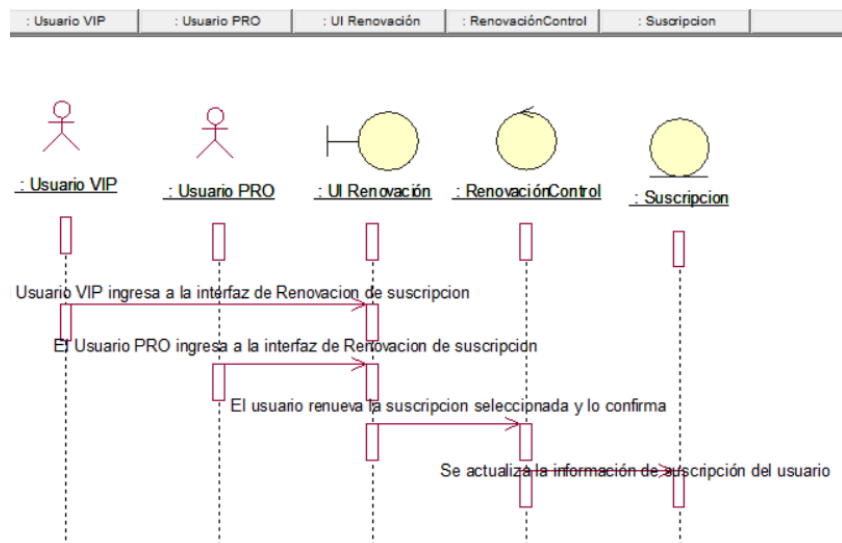 : Usuario VIP
: Usuario PRO
: UI Renovación
: RenovaciónControl
: Suscripcion
: Usuario VIP
: Usuario PRO
: UI Renovación
: RenovaciónControl
: Suscripcion
Usuario VIP ingresa a la interfaz de Renovacion de suscripcion
El Usuario PRO ingresa a la interfaz de Renovacion de suscripcion
El usuario renueva la suscripcion seleccionada y lo confirma
Se actualiza la información de suscripción del usuario